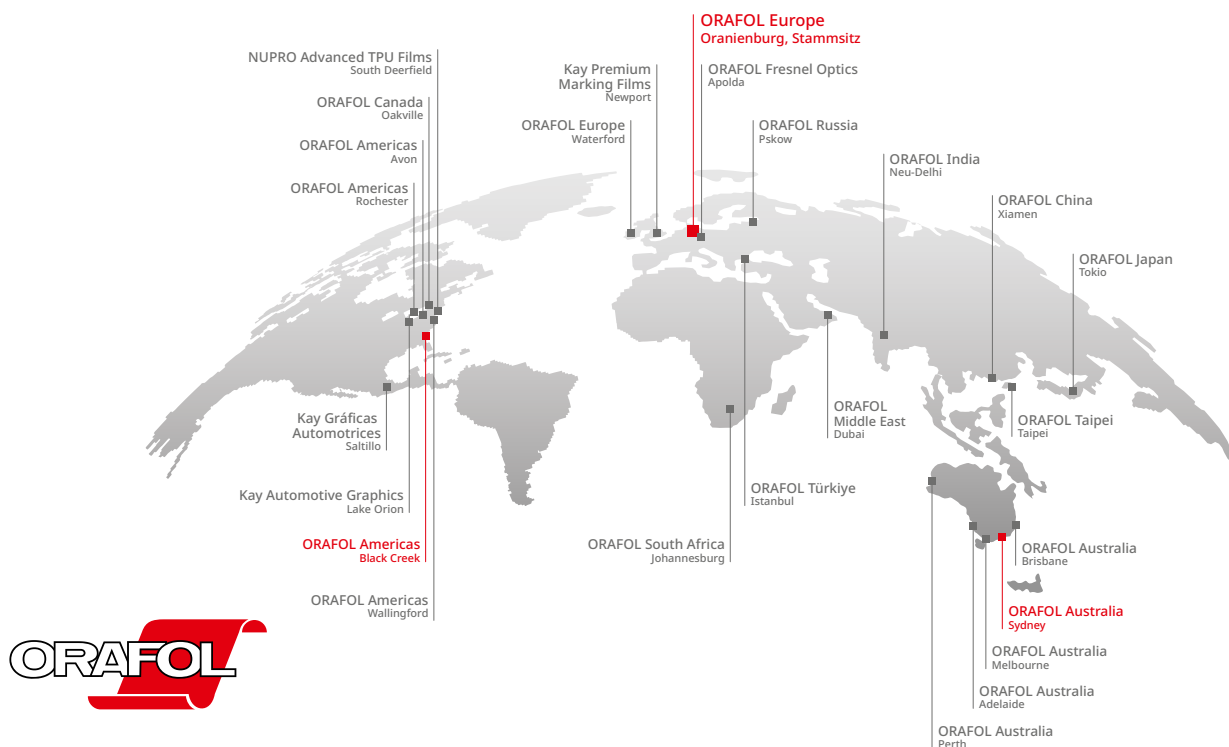 ORAFOL Europe
Oranienburg, Stammsitz
NUPRO Advanced TPU Films
South Deerfield
Kay Premium
Marking Films
Newport
ORAFOL Fresnel Optics
Apolda
ORAFOL Canada
Oakville
ORAFOL Europe
Waterford
ORAFOL Russia
Pskow
ORAFOL Americas
Avon
ORAFOL India
Neu-Delhi
ORAFOL Americas
Rochester
ORAFOL China
Xiamen
ORAFOL Japan
Tokio
Kay Gráficas
Automotrices
Saltillo
ORAFOL
Middle East
Dubai
ORAFOL Taipei
Taipei
Kay Automotive Graphics
Lake Orion
ORAFOL Türkiye
Istanbul
ORAFOL Americas
Black Creek
ORAFOL South Africa
Johannesburg
ORAFOL Australia
Brisbane
ORAFOL Americas
Wallingford
ORAFOL Australia
Sydney
ORAFOL
ORAFOL Australia
Melbourne
ORAFOL Australia
Adelaide
ORAFOL Australia
Perth